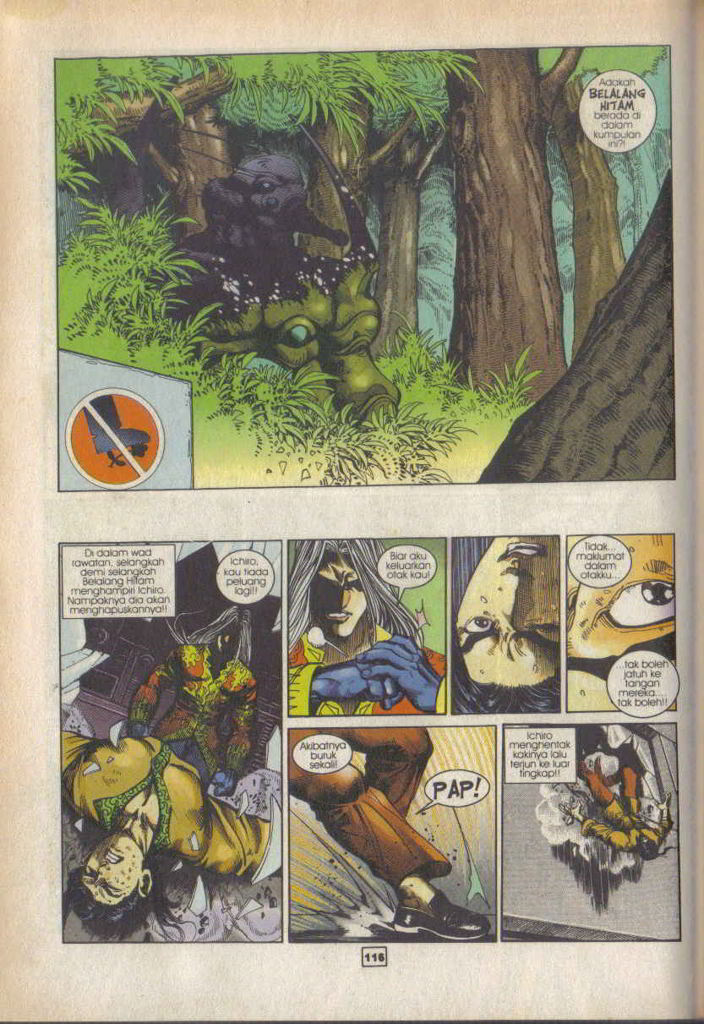 Adakah
BELALANG
HITAM
berada di
dalam
kumpulan
ini?!
Di dalam wad
rawatan, selangkah
demi selangkah
Belalang Hitam
menghampiri Ichiro.
Nampaknya dia akan
menghapuskannya!!
Ichiro,
kau tiada
peluang
lagi!!
Biar aku
keluarkan
otak kau!
Tidak...
maklumat
dalam
otakku...
...tak boleh
jatuh ke
tangan
mereka....
tak boleh!!
Akibatnya
buruk
sekali!
PAP!
Ichiro
menghentak
kakinya lalu
terjun ke luar
tingkap!!
116